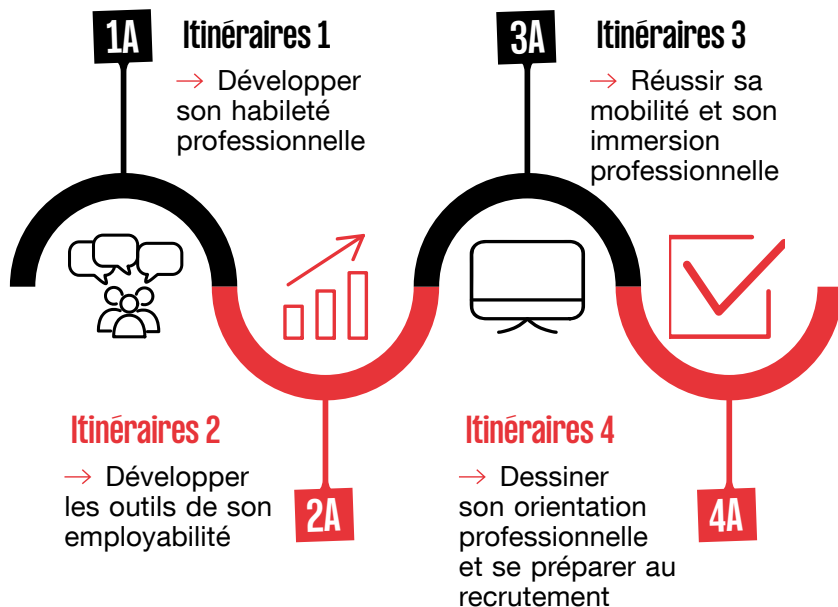 1A
Itinéraires 1
→ Développer
son habileté
professionnelle
Itinéraires 2
→ Développer
les outils de son
employabilité
2A
3A
Itinéraires 3
→ Réussir sa
mobilité et son
immersion
professionnelle
Itinéraires 4
→ Dessiner
son orientation
professionnelle
et se préparer au
recrutement
4A